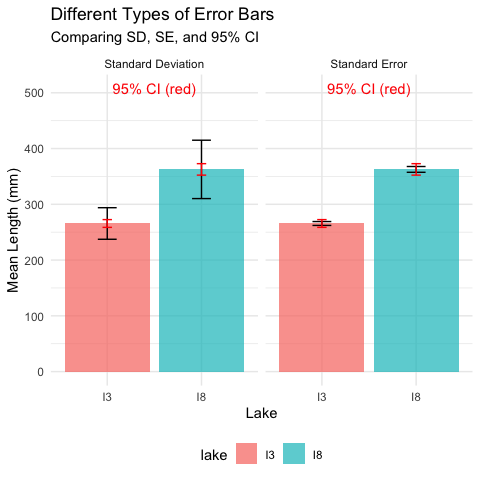 Different Types of Error Bars
Comparing SD, SE, and 95% CI
Standard Deviation
Standard Error
95% CI (red)
95% CI (red)
500
400
300
200
100
0
Mean Length (mm)
I3
I8
I3
I8
Lake
lake
I3
I8